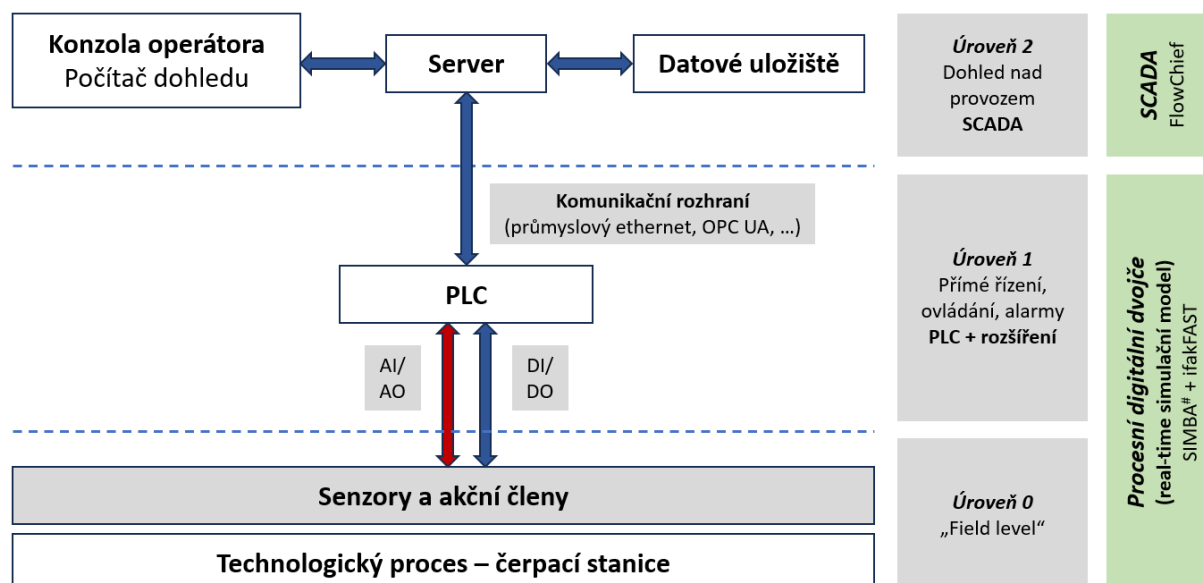 Konzola operátora
Počítač dohledu
Server
Datové uložiště
Úroveň 2
Dohled nad
provozem
SCADA
SCADA
FlowChief
Komunikační rozhraní
(průmyslový ethernet, OPC UA, ...)
PLC
AI/
AO
DI/
DO
Úroveň 1
Přímé řízení,
ovládání, alarmy
PLC + rozšíření
Procesní digitální dvojče
(real-time simulační model)
SIMBA# + ifakFAST
Senzory a akční členy
Technologický proces – čerpací stanice
Úroveň 0
„Field level“